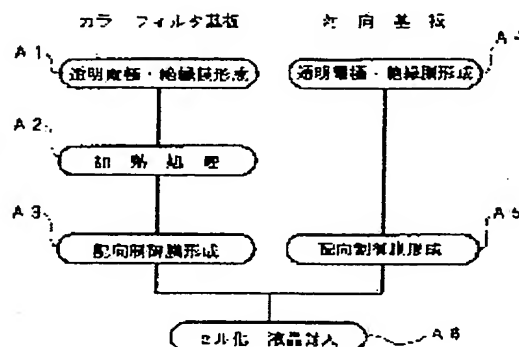 カラーフィルタ基板
対向基板
A1
透明電極・絶縁膜形成
A4
透明電極・絶縁膜形成
A2
加熱処理
A3
配向制御膜形成
A5
配向制御膜形成
セル化 液晶注入
A6